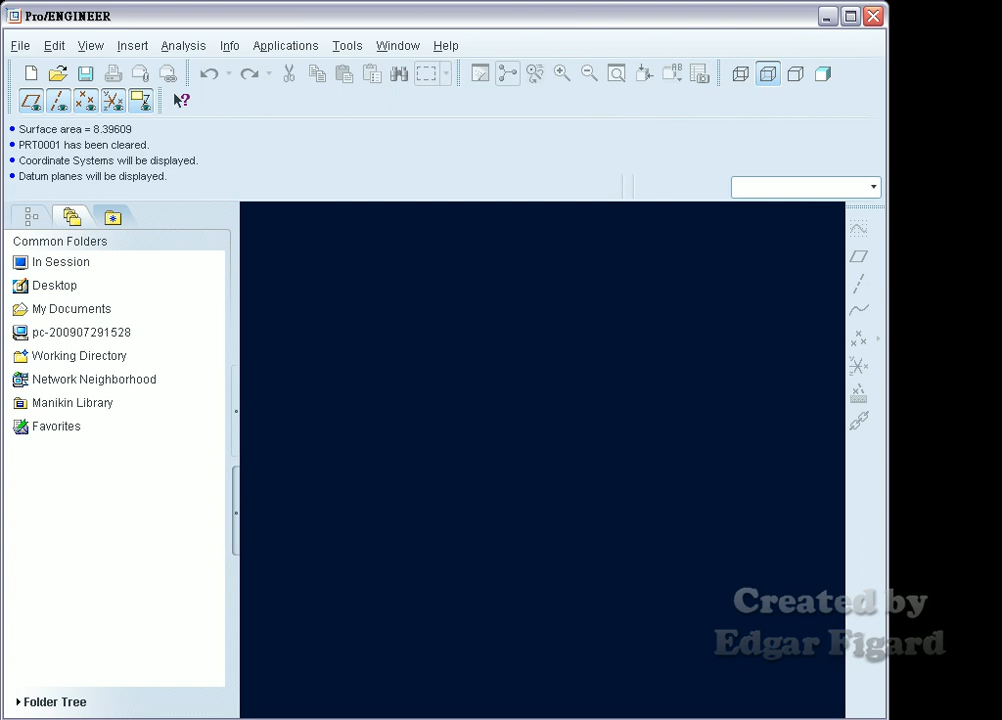 Pro/ENGINEER
File Edit View Insert Analysis Info Applications Tools Window Help
Surface area = 8.39609
PRT0001 has been cleared.
Coordinate Systems will be displayed.
Datum planes will be displayed.
Common Folders
In Session
Desktop
My Documents
pc-200907291528
Working Directory
Network Neighborhood
Manikin Library
Favorites
Folder Tree
Created by
Edgar Figard